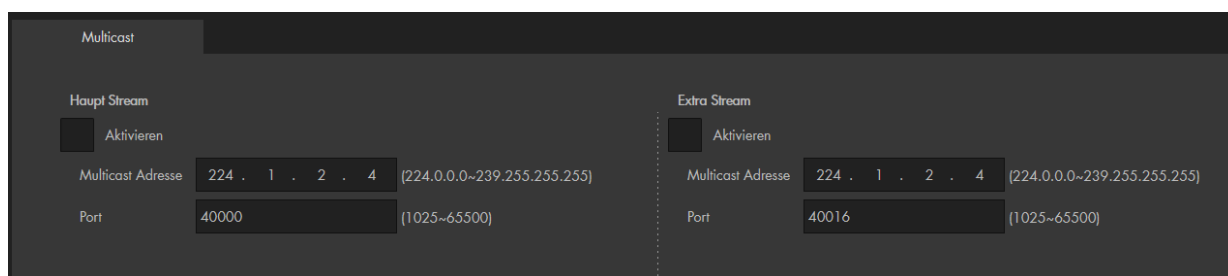 Multicast
Haupt Stream
Aktivieren
Multicast Adresse 224 . 1 . 2 . 4 (224.0.0.0~239.255.255.255)
Port 40000 (1025~65500)
Extra Stream
Aktivieren
Multicast Adresse 224 . 1 . 2 . 4 (224.0.0.0~239.255.255.255)
Port 40016 (1025~65500)